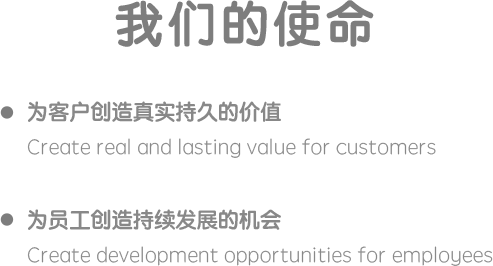 我们的使命
为客户创造真实持久的价值
Create real and lasting value for customers
为员工创造持续发展的机会
Create development opportunities for employees